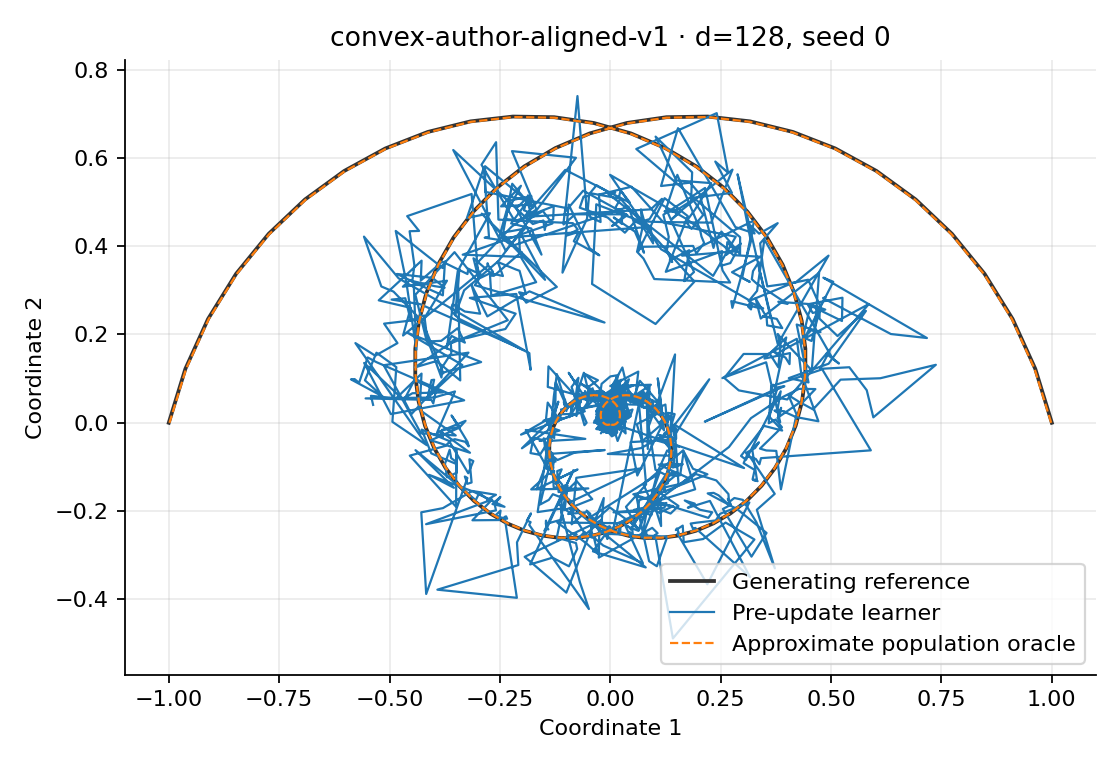 convex-author-aligned-v1 · d=128, seed 0
0.8
0.6
0.4
0.2
0.0
−0.2
−0.4
Coordinate 2
Generating reference
Pre-update learner
Approximate population oracle
−1.00 −0.75 −0.50 −0.25 0.00 0.25 0.50 0.75 1.00
Coordinate 1